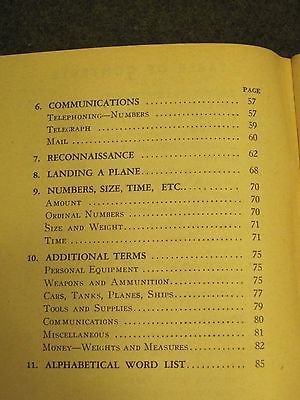 PAGE
6. COMMUNICATIONS .................... 57
Telephoning—Numbers .................... 57
Telegraph .................... 59
Mail .................... 60
7. RECONNAISSANCE .................... 62
8. LANDING A PLANE .................... 68
9. NUMBERS, SIZE, TIME, ETC. .................... 70
Amount .................... 70
Ordinal Numbers .................... 70
Size and Weight .................... 71
Time .................... 71
10. ADDITIONAL TERMS .................... 75
Personal Equipment .................... 75
Weapons and Ammunition .................... 75
Cars, Tanks, Planes, Ships .................... 77
Tools and Supplies .................... 79
Communications .................... 80
Miscellaneous .................... 81
Money—Weights and Measures .................... 82
11. ALPHABETICAL WORD LIST .................... 85